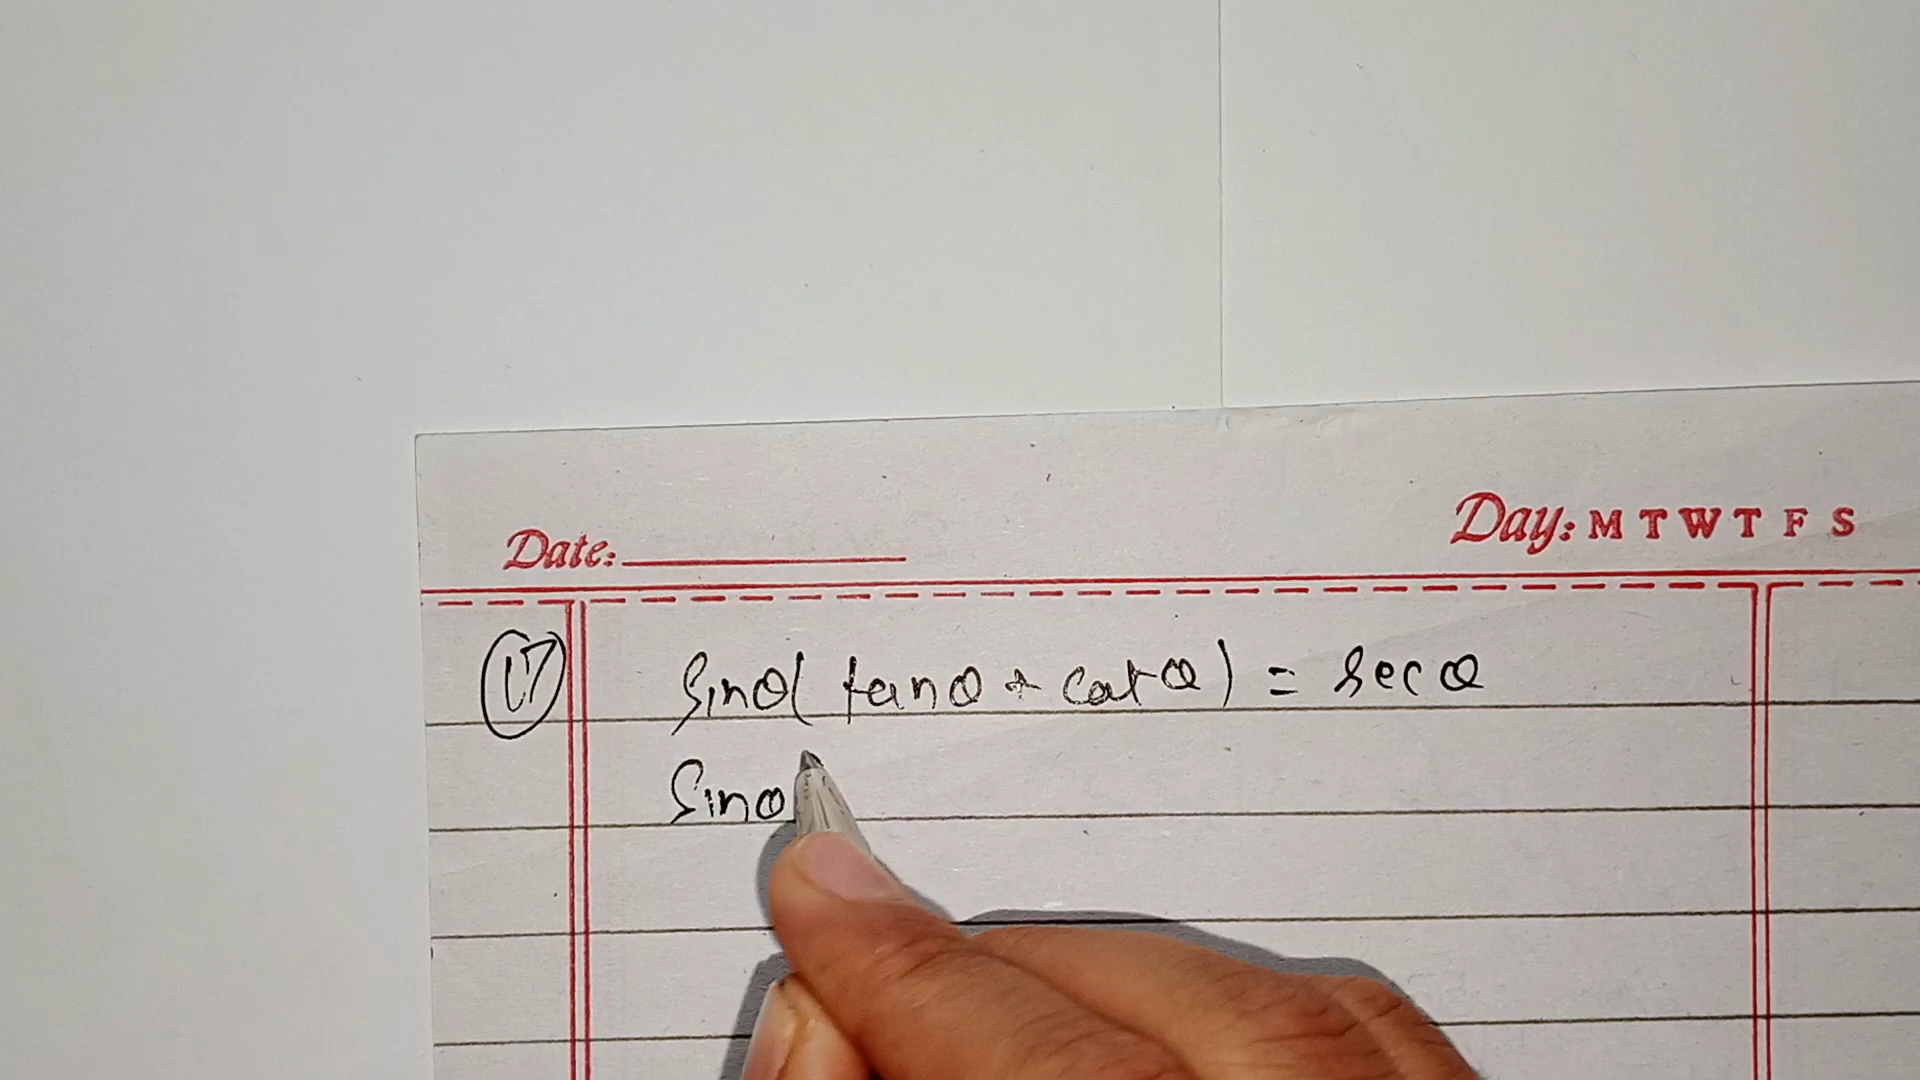 Date:
Day: M T W T F S
17 Sinθ( tanθ + cotθ ) = secθ
Sinθ